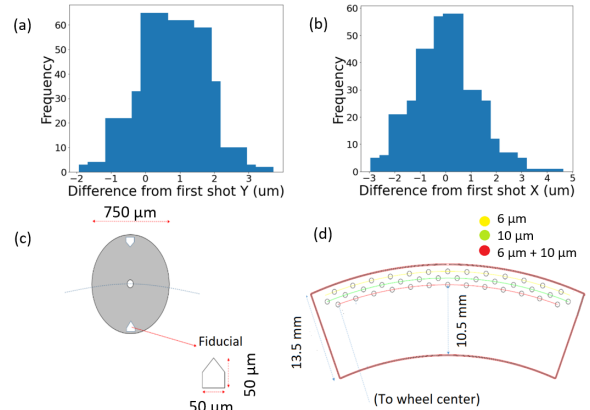 (a)
Frequency
60
50
40
30
20
10
0
−2
−1
0
1
2
3
Difference from first shot Y (um)
(b)
Frequency
60
50
40
30
20
10
0
−3
−2
−1
0
1
2
3
4
5
Difference from first shot X (um)
(c)
750 μm
Fiducial
50 μm
50 μm
(d)
6 μm
10 μm
6 μm + 10 μm
13.5 mm
10.5 mm
(To wheel center)